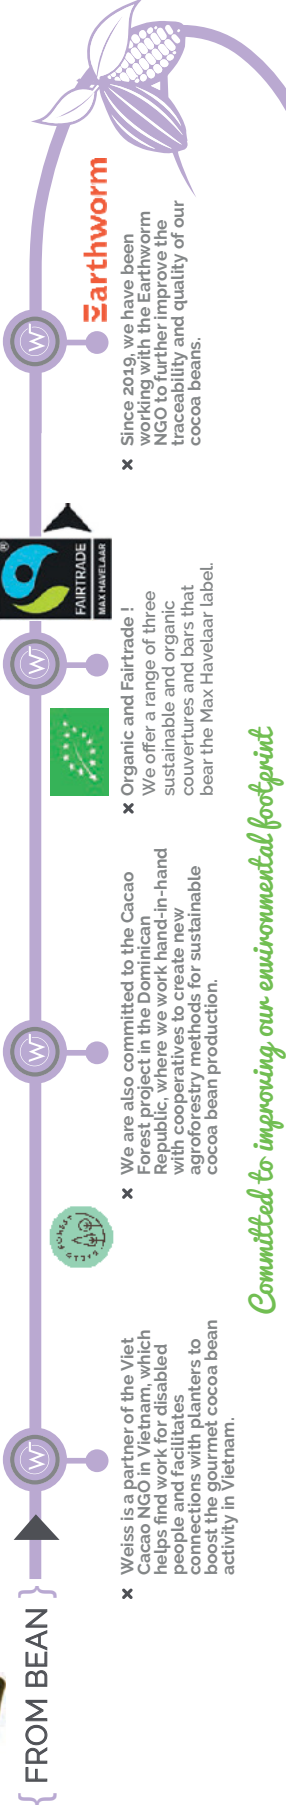 { FROM BEAN }
× Weiss is a partner of the Viet
Cacao NGO in Vietnam, which
helps find work for disabled
people and facilitates
connections with planters to
boost the gourmet cocoa bean
activity in Vietnam.
× We are also committed to the Cacao
Forest project in the Dominican
Republic, where we work hand-in-hand
with cooperatives to create new
agroforestry methods for sustainable
cocoa bean production.
× Organic and Fairtrade !
We offer a range of three
sustainable and organic
couvertures and bars that
bear the Max Havelaar label.
FAIRTRADE
MAX HAVELAAR
®
Earthworm
× Since 2019, we have been
working with the Earthworm
NGO to further improve the
traceability and quality of our
cocoa beans.
Committed to improving our environmental footprint
W
W
W
W